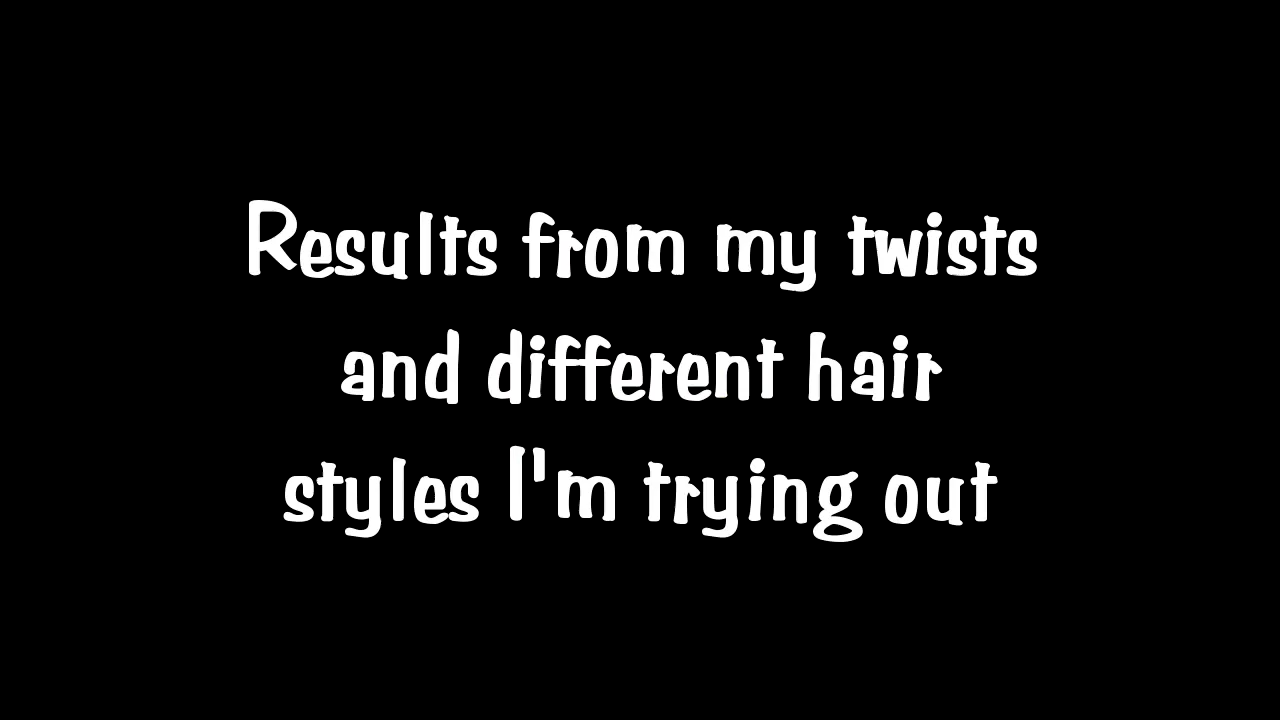 Results from my twists
and different hair
styles I'm trying out